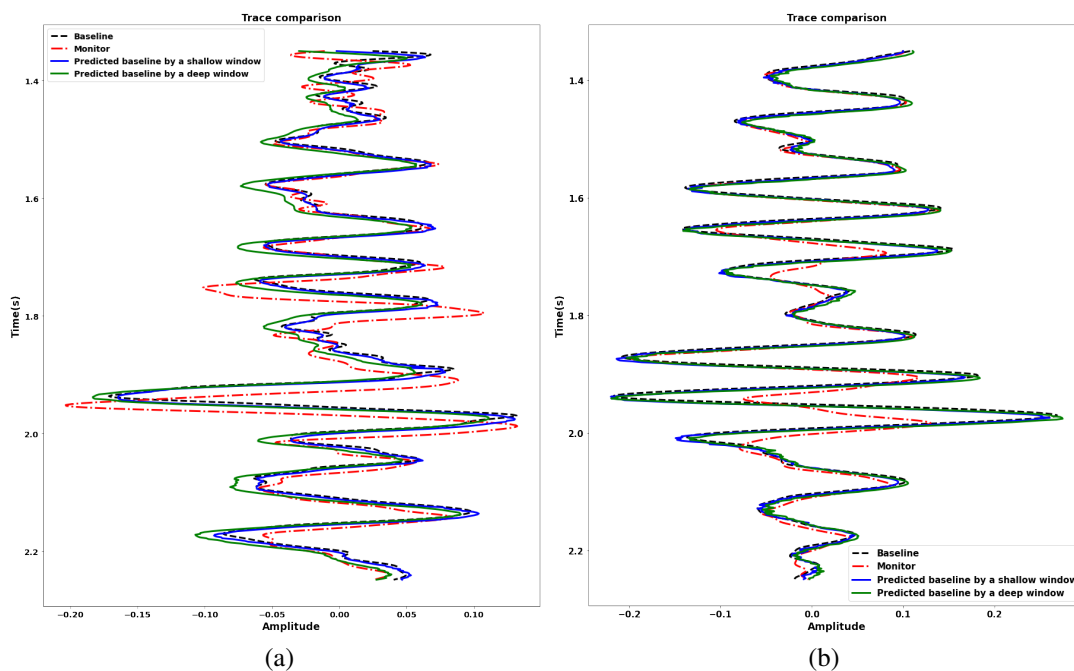 Trace comparison
Baseline
Monitor
Predicted baseline by a shallow window
Predicted baseline by a deep window
1.4
1.6
1.8
2.0
2.2
Time(s)
−0.20
−0.15
−0.10
−0.05
0.00
0.05
0.10
Amplitude
(a)
Trace comparison
1.4
1.6
1.8
2.0
2.2
Time(s)
Baseline
Monitor
Predicted baseline by a shallow window
Predicted baseline by a deep window
−0.2
−0.1
0.0
0.1
0.2
Amplitude
(b)